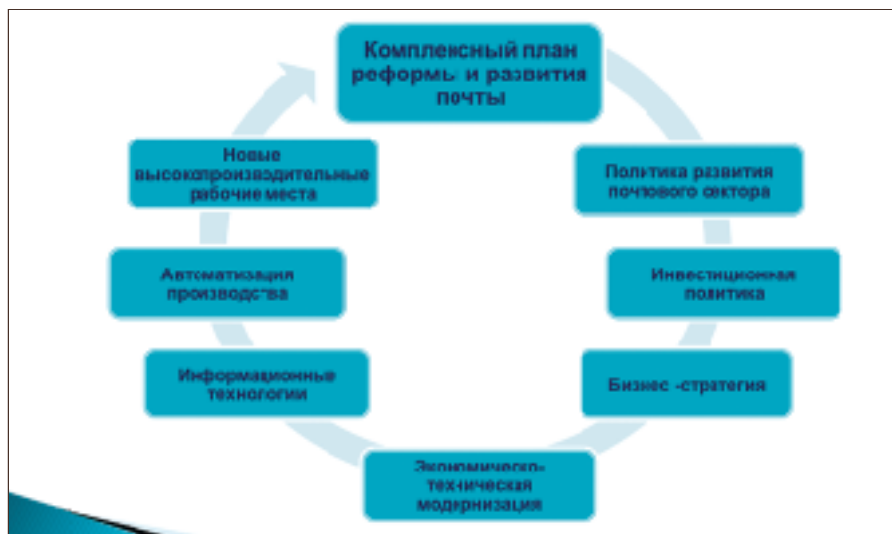 Комплексный план
реформы и развития
почты
Политика развития
почтового сектора
Инвестиционная
политика
Бизнес -стратегия
Экономическо-
техническая
модернизация
Информационные
технологии
Автоматизация
производства
Новые
высокопроизводительные
рабочие места